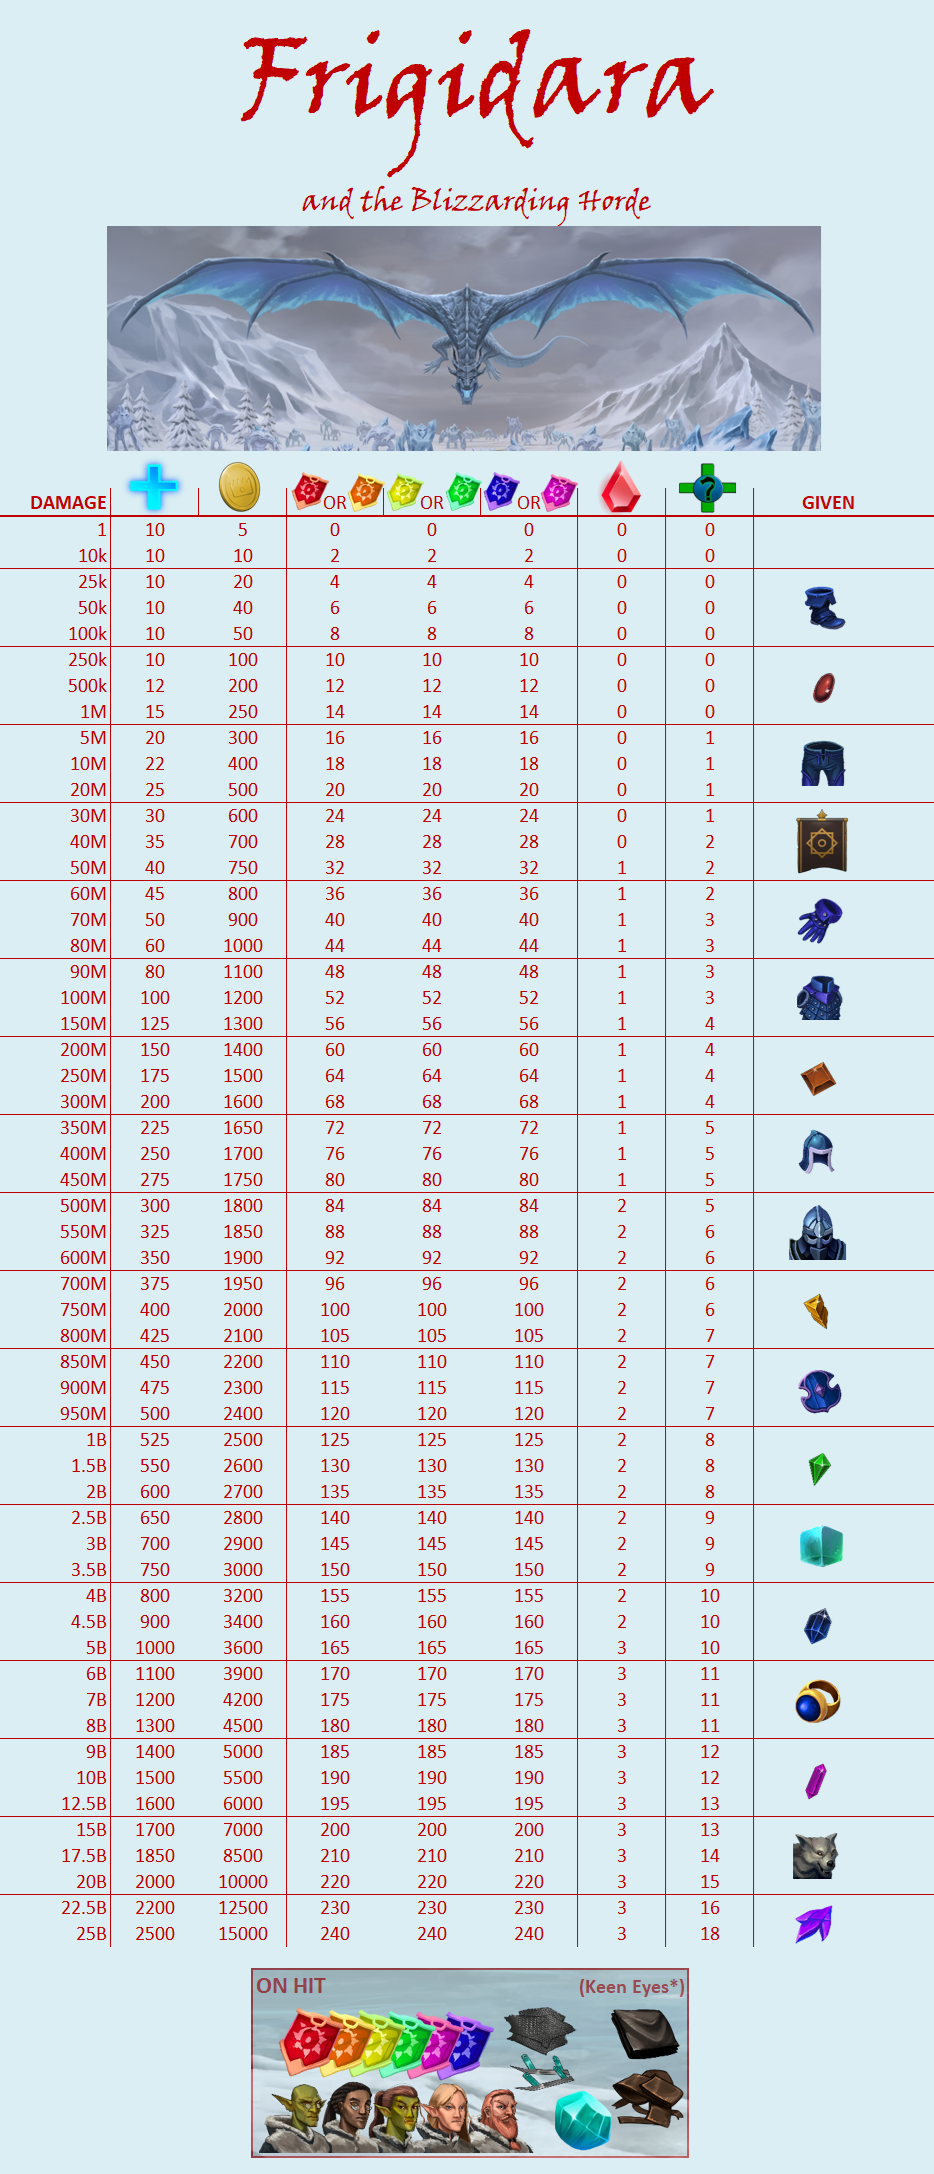 Frigidara
and the Blizzarding Horde
DAMAGE OR OR OR ? GIVEN
1 10 5 0 0 0 0 0
10k 10 10 2 2 2 0 0
25k 10 20 4 4 4 0 0
50k 10 40 6 6 6 0 0
100k 10 50 8 8 8 0 0
250k 10 100 10 10 10 0 0
500k 12 200 12 12 12 0 0
1M 15 250 14 14 14 0 0
5M 20 300 16 16 16 0 1
10M 22 400 18 18 18 0 1
20M 25 500 20 20 20 0 1
30M 30 600 24 24 24 0 1
40M 35 700 28 28 28 0 2
50M 40 750 32 32 32 1 2
60M 45 800 36 36 36 1 2
70M 50 900 40 40 40 1 3
80M 60 1000 44 44 44 1 3
90M 80 1100 48 48 48 1 3
100M 100 1200 52 52 52 1 3
150M 125 1300 56 56 56 1 4
200M 150 1400 60 60 60 1 4
250M 175 1500 64 64 64 1 4
300M 200 1600 68 68 68 1 4
350M 225 1650 72 72 72 1 5
400M 250 1700 76 76 76 1 5
450M 275 1750 80 80 80 1 5
500M 300 1800 84 84 84 2 5
550M 325 1850 88 88 88 2 6
600M 350 1900 92 92 92 2 6
700M 375 1950 96 96 96 2 6
750M 400 2000 100 100 100 2 6
800M 425 2100 105 105 105 2 7
850M 450 2200 110 110 110 2 7
900M 475 2300 115 115 115 2 7
950M 500 2400 120 120 120 2 7
1B 525 2500 125 125 125 2 8
1.5B 550 2600 130 130 130 2 8
2B 600 2700 135 135 135 2 8
2.5B 650 2800 140 140 140 2 9
3B 700 2900 145 145 145 2 9
3.5B 750 3000 150 150 150 2 9
4B 800 3200 155 155 155 2 10
4.5B 900 3400 160 160 160 2 10
5B 1000 3600 165 165 165 3 10
6B 1100 3900 170 170 170 3 11
7B 1200 4200 175 175 175 3 11
8B 1300 4500 180 180 180 3 11
9B 1400 5000 185 185 185 3 12
10B 1500 5500 190 190 190 3 12
12.5B 1600 6000 195 195 195 3 13
15B 1700 7000 200 200 200 3 13
17.5B 1850 8500 210 210 210 3 14
20B 2000 10000 220 220 220 3 15
22.5B 2200 12500 230 230 230 3 16
25B 2500 15000 240 240 240 3 18
ON HIT (Keen Eyes*)